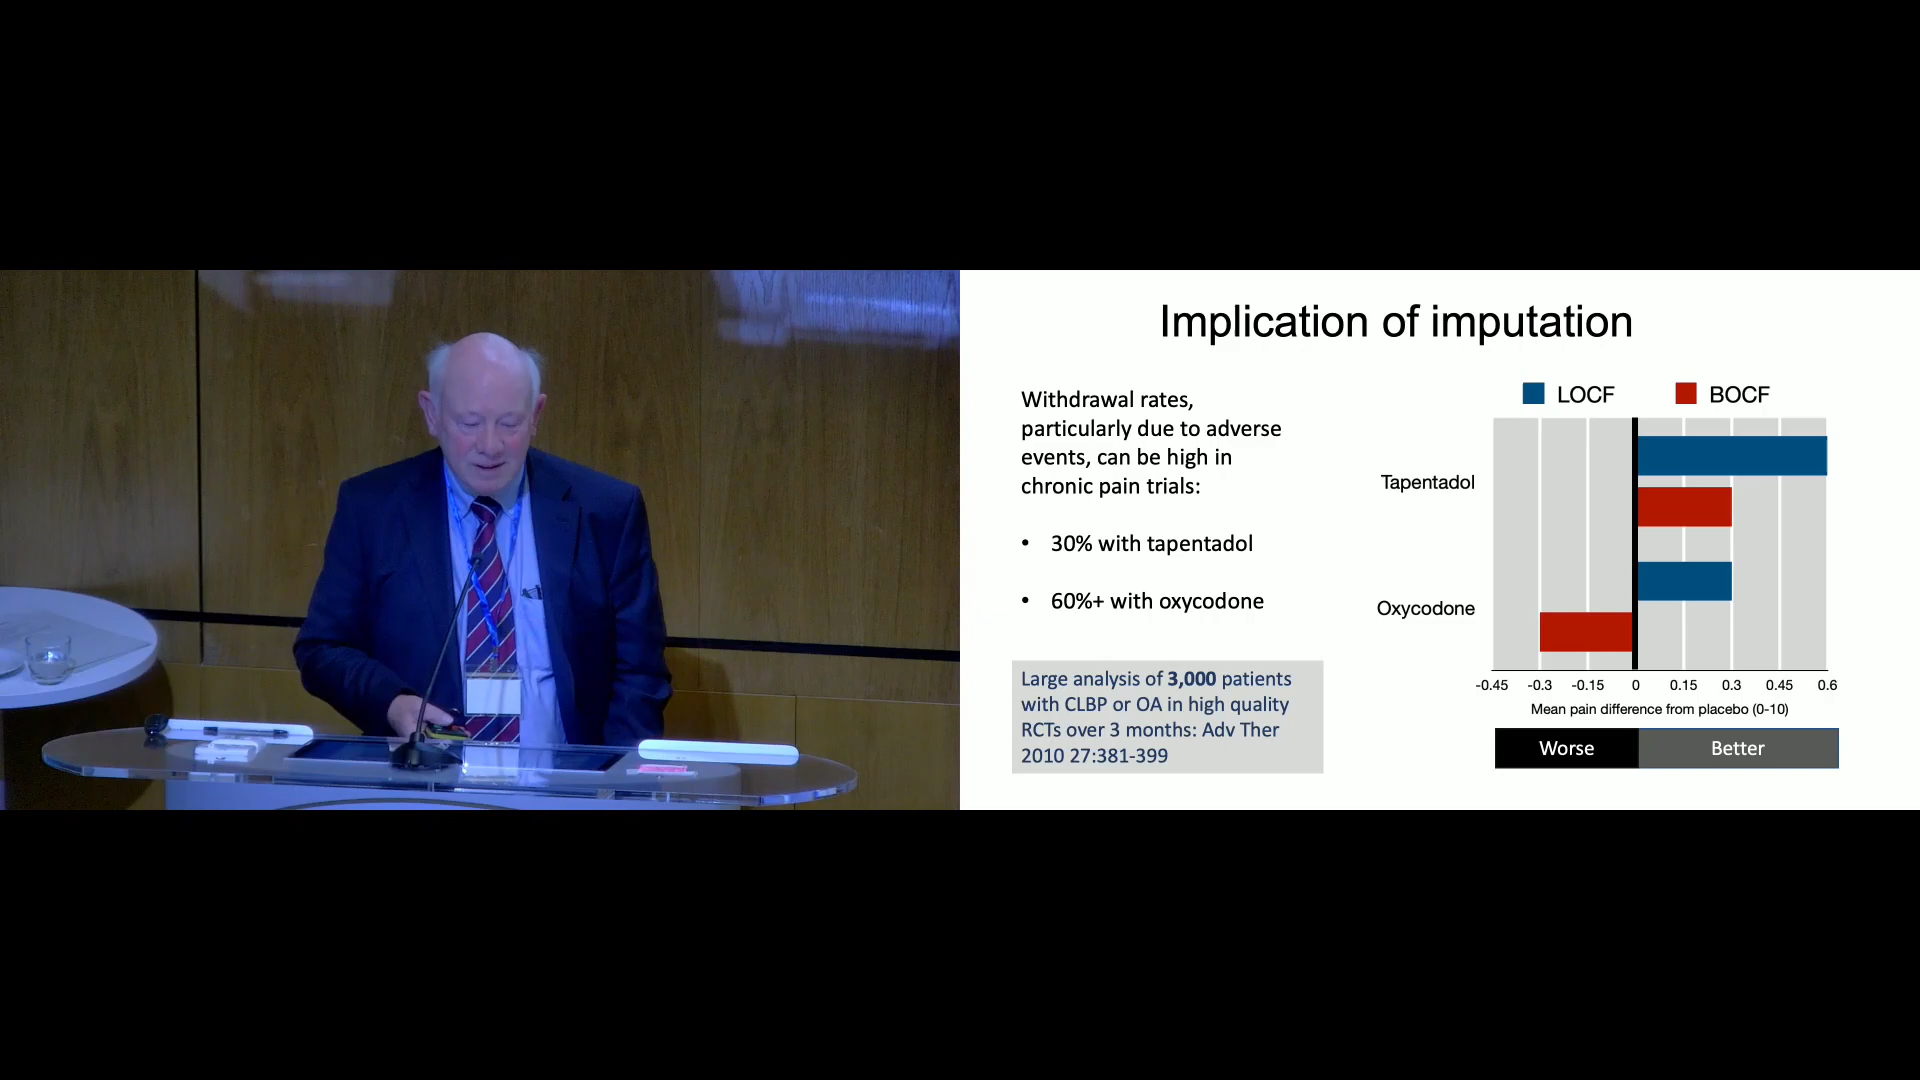 Implication of imputation
Withdrawal rates,
particularly due to adverse
events, can be high in
chronic pain trials:
• 30% with tapentadol
• 60%+ with oxycodone
Large analysis of 3,000 patients
with CLBP or OA in high quality
RCTs over 3 months: Adv Ther
2010 27:381-399
LOCF BOCF
Tapentadol
Oxycodone
-0.45 -0.3 -0.15 0 0.15 0.3 0.45 0.6
Mean pain difference from placebo (0-10)
Worse Better